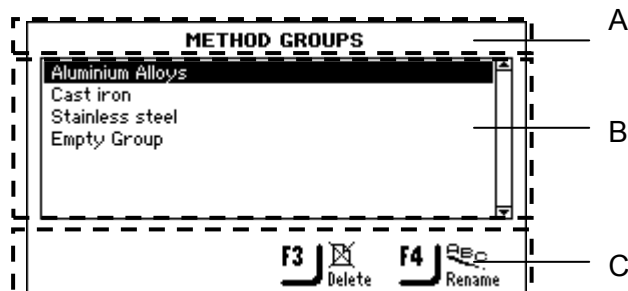 METHOD GROUPS
A
Aluminium Alloys
Cast iron
Stainless steel
Empty Group
B
F3 Delete
F4 ABC Rename
C